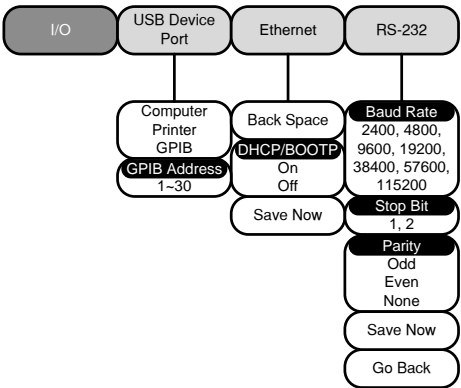 I/O
USB Device
Port
Ethernet
RS-232
Computer
Printer
GPIB
GPIB Address
1~30
Back Space
DHCP/BOOTP
On
Off
Save Now
Baud Rate
2400, 4800,
9600, 19200,
38400, 57600,
115200
Stop Bit
1, 2
Parity
Odd
Even
None
Save Now
Go Back